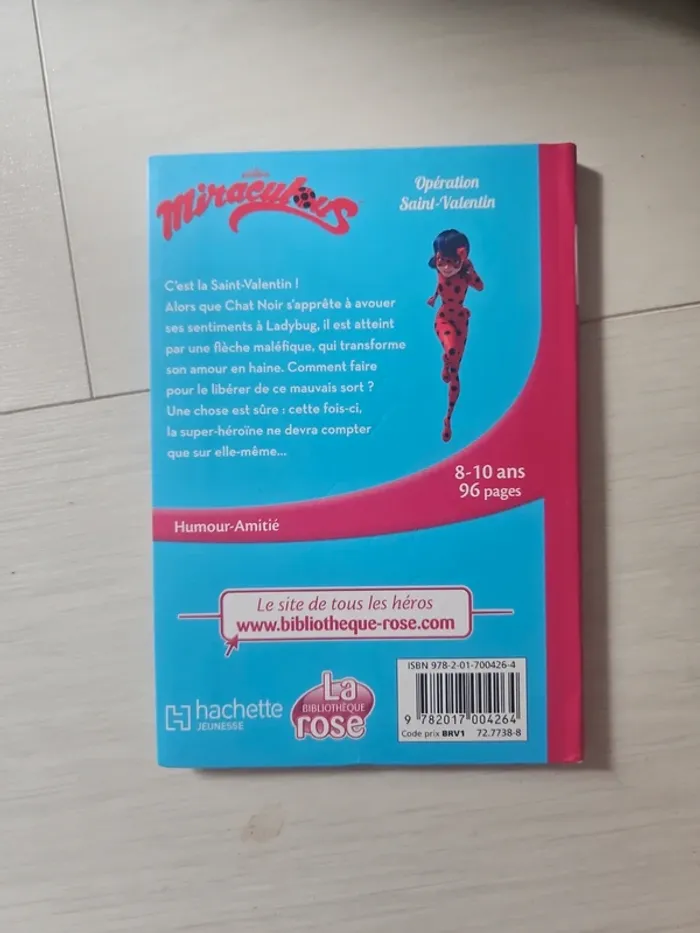 miraculous
Opération
Saint-Valentin
C'est la Saint-Valentin !
Alors que Chat Noir s'apprête à avouer
ses sentiments à Ladybug, il est atteint
par une flèche maléfique, qui transforme
son amour en haine. Comment faire
pour le libérer de ce mauvais sort ?
Une chose est sûre : cette fois-ci,
la super-héroïne ne devra compter
que sur elle-même...
8-10 ans
96 pages
Humour-Amitié
Le site de tous les héros
www.bibliotheque-rose.com
hachette
JEUNESSE
La
BIBLIOTHÈQUE
rose
ISBN 978-2-01-700426-4
9 782017 004264
Code prix BRV1 72.7738-8